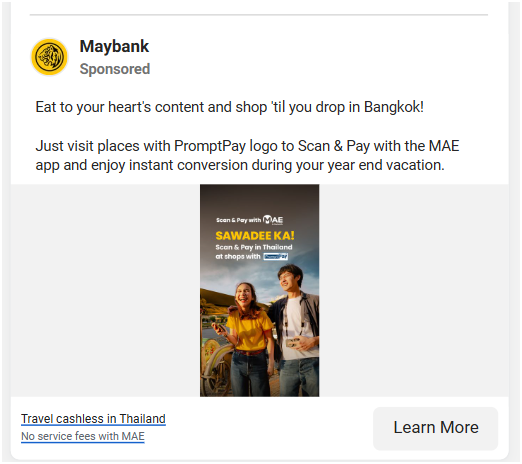 Maybank
Sponsored
Eat to your heart's content and shop 'til you drop in Bangkok!
Just visit places with PromptPay logo to Scan & Pay with the MAE
app and enjoy instant conversion during your year end vacation.
Scan & Pay with MAE
SAWADEE KA!
Scan & Pay in Thailand
at shops with
Travel cashless in Thailand
No service fees with MAE
Learn More